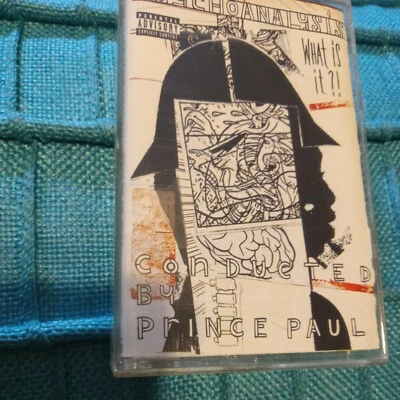 PSYCHOANALYSIS
WHAT IS
IT?!
PARENTAL
ADVISORY
EXPLICIT CONTENT
CONDUCTED
BY
PRINCE PAUL